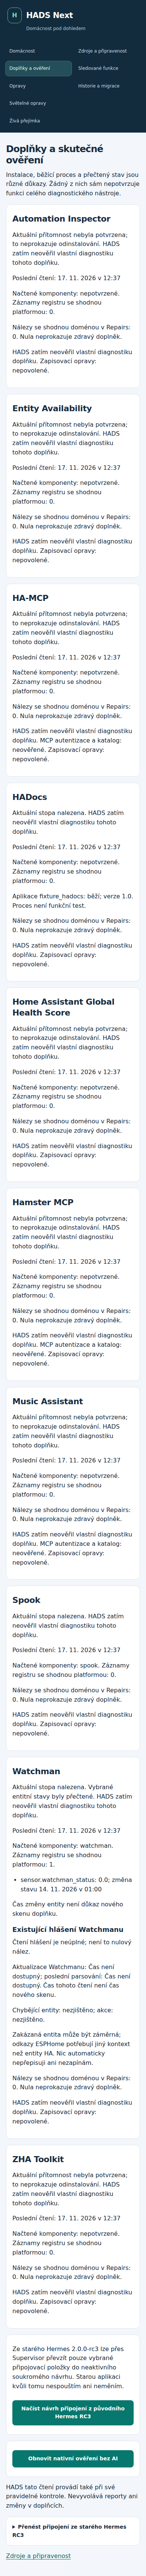 H
HADS Next
Domácnost pod dohledem
Domácnost
Zdroje a připravenost
Doplňky a ověření
Sledované funkce
Opravy
Historie a migrace
Světelné opravy
Živá přejímka
Doplňky a skutečné
ověření
Instalace, běžící proces a přečtený stav jsou
různé důkazy. Žádný z nich sám nepotvrzuje
funkci celého diagnostického nástroje.
Automation Inspector
Aktuální přítomnost nebyla potvrzena;
to neprokazuje odinstalování. HADS
zatím neověřil vlastní diagnostiku
tohoto doplňku.
Poslední čtení: 17. 11. 2026 v 12:37
Načtené komponenty: nepotvrzené.
Záznamy registru se shodnou
platformou: 0.
Nálezy se shodnou doménou v Repairs:
0. Nula neprokazuje zdravý doplněk.
HADS zatím neověřil vlastní diagnostiku
doplňku. Zapisovací opravy:
nepovolené.
Entity Availability
Aktuální přítomnost nebyla potvrzena;
to neprokazuje odinstalování. HADS
zatím neověřil vlastní diagnostiku
tohoto doplňku.
Poslední čtení: 17. 11. 2026 v 12:37
Načtené komponenty: nepotvrzené.
Záznamy registru se shodnou
platformou: 0.
Nálezy se shodnou doménou v Repairs:
0. Nula neprokazuje zdravý doplněk.
HADS zatím neověřil vlastní diagnostiku
doplňku. Zapisovací opravy:
nepovolené.
HA-MCP
Aktuální přítomnost nebyla potvrzena;
to neprokazuje odinstalování. HADS
zatím neověřil vlastní diagnostiku
tohoto doplňku.
Poslední čtení: 17. 11. 2026 v 12:37
Načtené komponenty: nepotvrzené.
Záznamy registru se shodnou
platformou: 0.
Nálezy se shodnou doménou v Repairs:
0. Nula neprokazuje zdravý doplněk.
HADS zatím neověřil vlastní diagnostiku
doplňku. MCP autentizace a katalog:
neověřené. Zapisovací opravy:
nepovolené.
HADocs
Aktuální stopa nalezena. HADS zatím
neověřil vlastní diagnostiku tohoto
doplňku.
Poslední čtení: 17. 11. 2026 v 12:37
Načtené komponenty: nepotvrzené.
Záznamy registru se shodnou
platformou: 0.
Aplikace fixture_hadocs: běží; verze 1.0.
Proces není funkční test.
Nálezy se shodnou doménou v Repairs:
0. Nula neprokazuje zdravý doplněk.
HADS zatím neověřil vlastní diagnostiku
doplňku. Zapisovací opravy:
nepovolené.
Home Assistant Global
Health Score
Aktuální přítomnost nebyla potvrzena;
to neprokazuje odinstalování. HADS
zatím neověřil vlastní diagnostiku
tohoto doplňku.
Poslední čtení: 17. 11. 2026 v 12:37
Načtené komponenty: nepotvrzené.
Záznamy registru se shodnou
platformou: 0.
Nálezy se shodnou doménou v Repairs:
0. Nula neprokazuje zdravý doplněk.
HADS zatím neověřil vlastní diagnostiku
doplňku. Zapisovací opravy:
nepovolené.
Hamster MCP
Aktuální přítomnost nebyla potvrzena;
to neprokazuje odinstalování. HADS
zatím neověřil vlastní diagnostiku
tohoto doplňku.
Poslední čtení: 17. 11. 2026 v 12:37
Načtené komponenty: nepotvrzené.
Záznamy registru se shodnou
platformou: 0.
Nálezy se shodnou doménou v Repairs:
0. Nula neprokazuje zdravý doplněk.
HADS zatím neověřil vlastní diagnostiku
doplňku. MCP autentizace a katalog:
neověřené. Zapisovací opravy:
nepovolené.
Music Assistant
Aktuální přítomnost nebyla potvrzena;
to neprokazuje odinstalování. HADS
zatím neověřil vlastní diagnostiku
tohoto doplňku.
Poslední čtení: 17. 11. 2026 v 12:37
Načtené komponenty: nepotvrzené.
Záznamy registru se shodnou
platformou: 0.
Nálezy se shodnou doménou v Repairs:
0. Nula neprokazuje zdravý doplněk.
HADS zatím neověřil vlastní diagnostiku
doplňku. MCP autentizace a katalog:
neověřené. Zapisovací opravy:
nepovolené.
Spook
Aktuální stopa nalezena. HADS zatím
neověřil vlastní diagnostiku tohoto
doplňku.
Poslední čtení: 17. 11. 2026 v 12:37
Načtené komponenty: spook. Záznamy
registru se shodnou platformou: 0.
Nálezy se shodnou doménou v Repairs:
0. Nula neprokazuje zdravý doplněk.
HADS zatím neověřil vlastní diagnostiku
doplňku. Zapisovací opravy:
nepovolené.
Watchman
Aktuální stopa nalezena. Vybrané
entitní stavy byly přečtené. HADS zatím
neověřil vlastní diagnostiku tohoto
doplňku.
Poslední čtení: 17. 11. 2026 v 12:37
Načtené komponenty: watchman.
Záznamy registru se shodnou
platformou: 1.
• sensor.watchman_status: 0.0; změna
stavu 14. 11. 2026 v 01:00
Čas změny entity není důkaz nového
skenu doplňku.
Existující hlášení Watchmanu
Čtení hlášení je neúplné; není to nulový
nález.
Aktualizace Watchmanu: Čas není
dostupný; poslední parsování: Čas není
dostupný. Čas tohoto čtení není čas
nového skenu.
Chybějící entity: nezjištěno; akce:
nezjištěno.
Zakázaná entita může být záměrná;
odkazy ESPHome potřebují jiný kontext
než entity HA. Nic automaticky
nepřepisuji ani nezapínám.
Nálezy se shodnou doménou v Repairs:
0. Nula neprokazuje zdravý doplněk.
HADS zatím neověřil vlastní diagnostiku
doplňku. Zapisovací opravy:
nepovolené.
ZHA Toolkit
Aktuální přítomnost nebyla potvrzena;
to neprokazuje odinstalování. HADS
zatím neověřil vlastní diagnostiku
tohoto doplňku.
Poslední čtení: 17. 11. 2026 v 12:37
Načtené komponenty: nepotvrzené.
Záznamy registru se shodnou
platformou: 0.
Nálezy se shodnou doménou v Repairs:
0. Nula neprokazuje zdravý doplněk.
HADS zatím neověřil vlastní diagnostiku
doplňku. Zapisovací opravy:
nepovolené.
Ze starého Hermes 2.0.0-rc3 lze přes
Supervisor převzít pouze vybrané
připojovací položky do neaktivního
soukromého návrhu. Starou aplikaci
kvůli tomu nespouštím ani neměním.
Načíst návrh připojení z původního
Hermes RC3
Obnovit nativní ověření bez AI
HADS tato čtení provádí také při své
pravidelné kontrole. Nevyvolává reporty ani
změny v doplňcích.
▸ Přenést připojení ze starého Hermes
RC3
Zdroje a připravenost